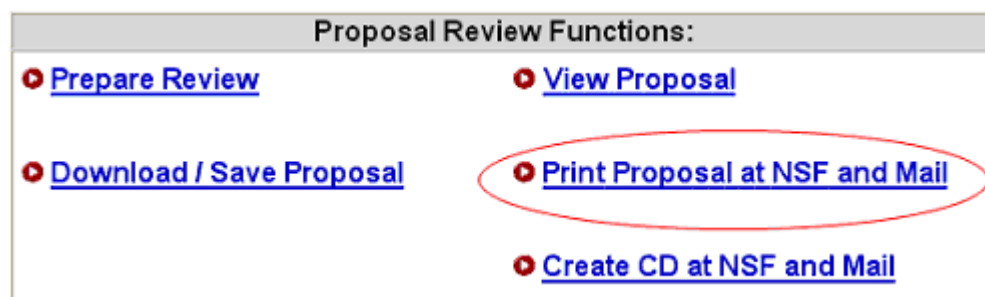 Proposal Review Functions:
Prepare Review
View Proposal
Download / Save Proposal
Print Proposal at NSF and Mail
Create CD at NSF and Mail